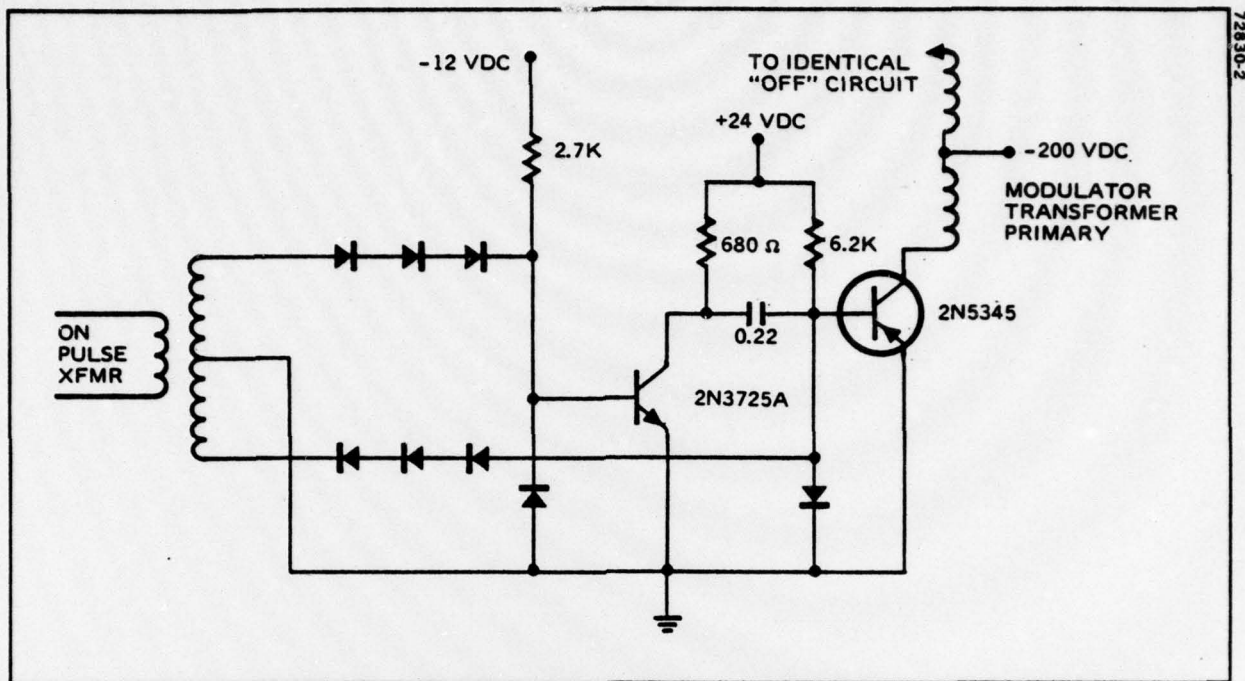 72830-2
-12 VDC
TO IDENTICAL
"OFF" CIRCUIT
+24 VDC
2.7K
-200 VDC
MODULATOR
TRANSFORMER
PRIMARY
680 Ω
6.2K
ON
PULSE
XFMR
0.22
2N5345
2N3725A